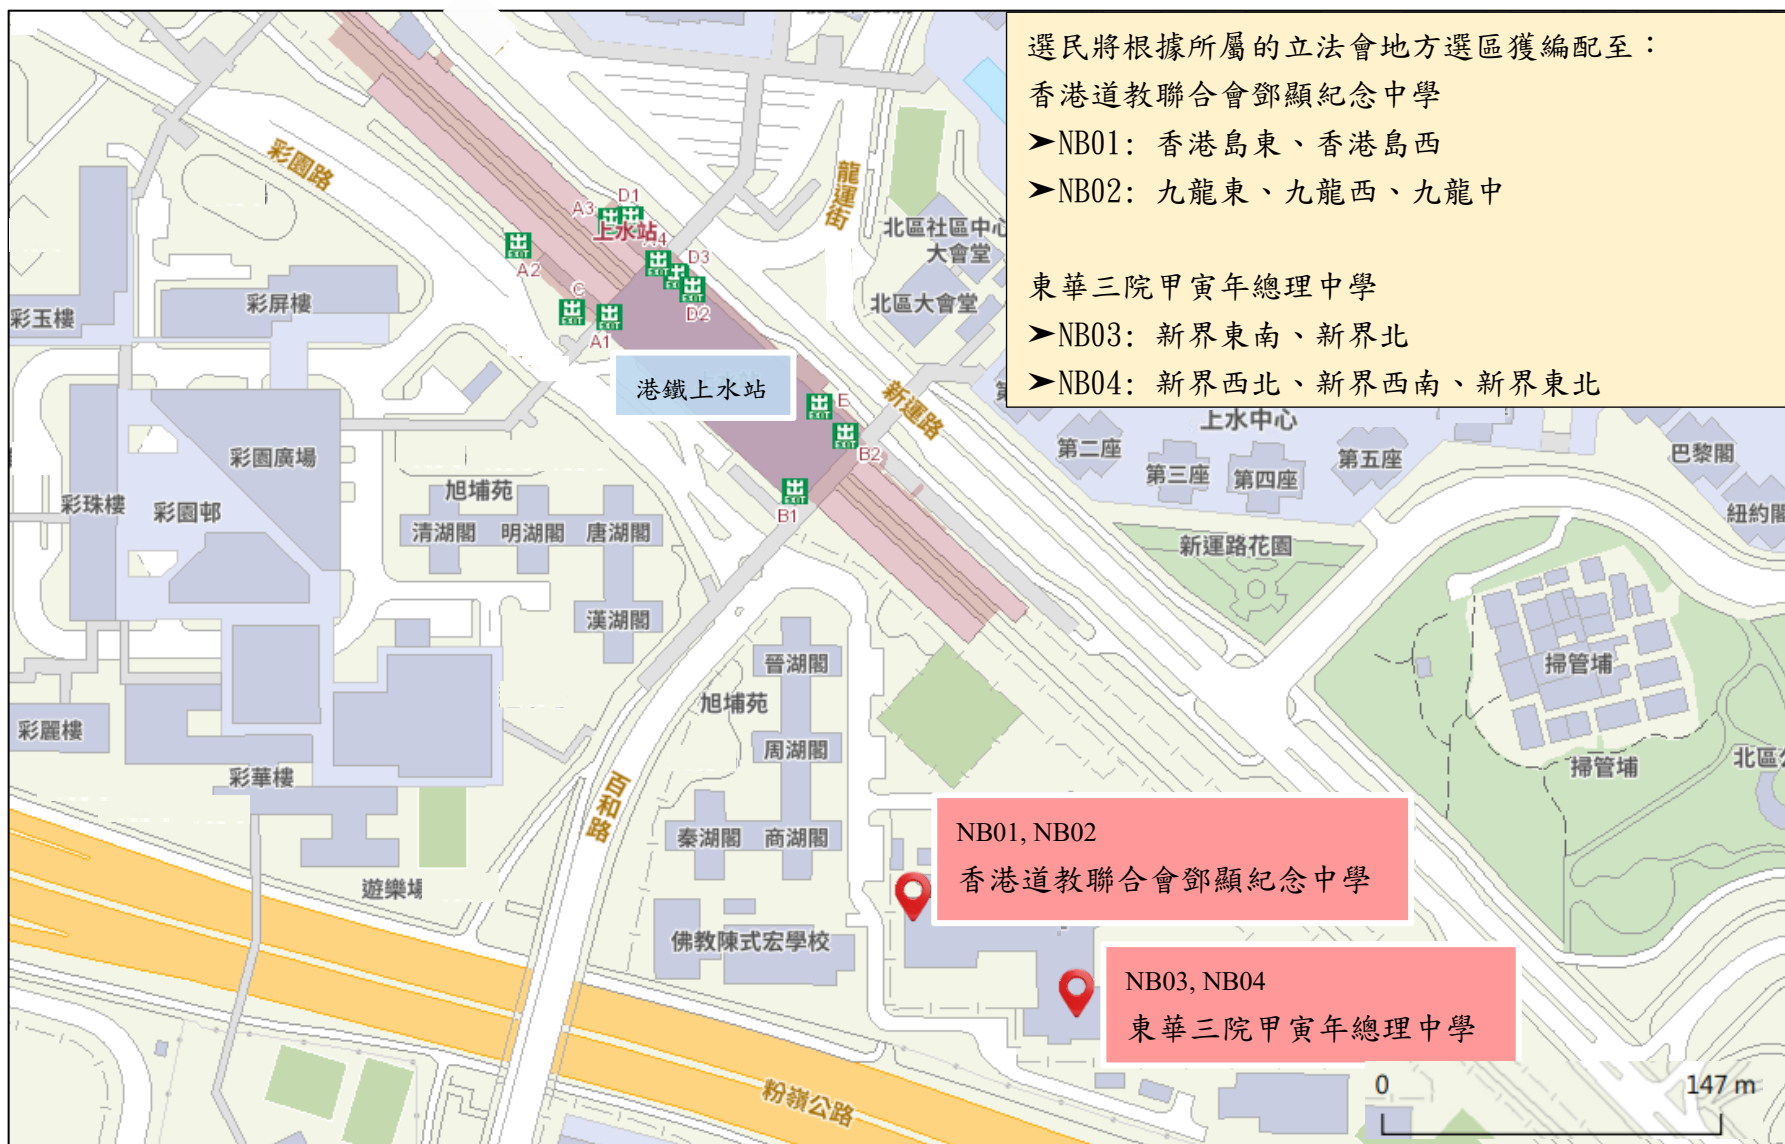 選民將根據所屬的立法會地方選區獲編配至：
香港道教聯合會鄧顯紀念中學
➤NB01: 香港島東、香港島西
➤NB02: 九龍東、九龍西、九龍中
東華三院甲寅年總理中學
➤NB03: 新界東南、新界北
➤NB04: 新界西北、新界西南、新界東北
彩園路
龍運街
A3
D1
上水站
A4
D3
A2
C
A1
D2
北區社區中心
大會堂
北區大會堂
彩玉樓
彩屏樓
港鐵上水站
E
B2
B1
新運路
上水中心
第二座
第三座
第四座
第五座
巴黎閣
紐約閣
彩園廣場
彩珠樓
彩園邨
旭埔苑
清湖閣
明湖閣
唐湖閣
漢湖閣
新運路花園
掃管埔
掃管埔
晉湖閣
旭埔苑
周湖閣
秦湖閣
商湖閣
彩麗樓
彩華樓
百和路
遊樂場
北區
NB01, NB02
香港道教聯合會鄧顯紀念中學
佛教陳式宏學校
NB03, NB04
東華三院甲寅年總理中學
粉嶺公路
0
147 m